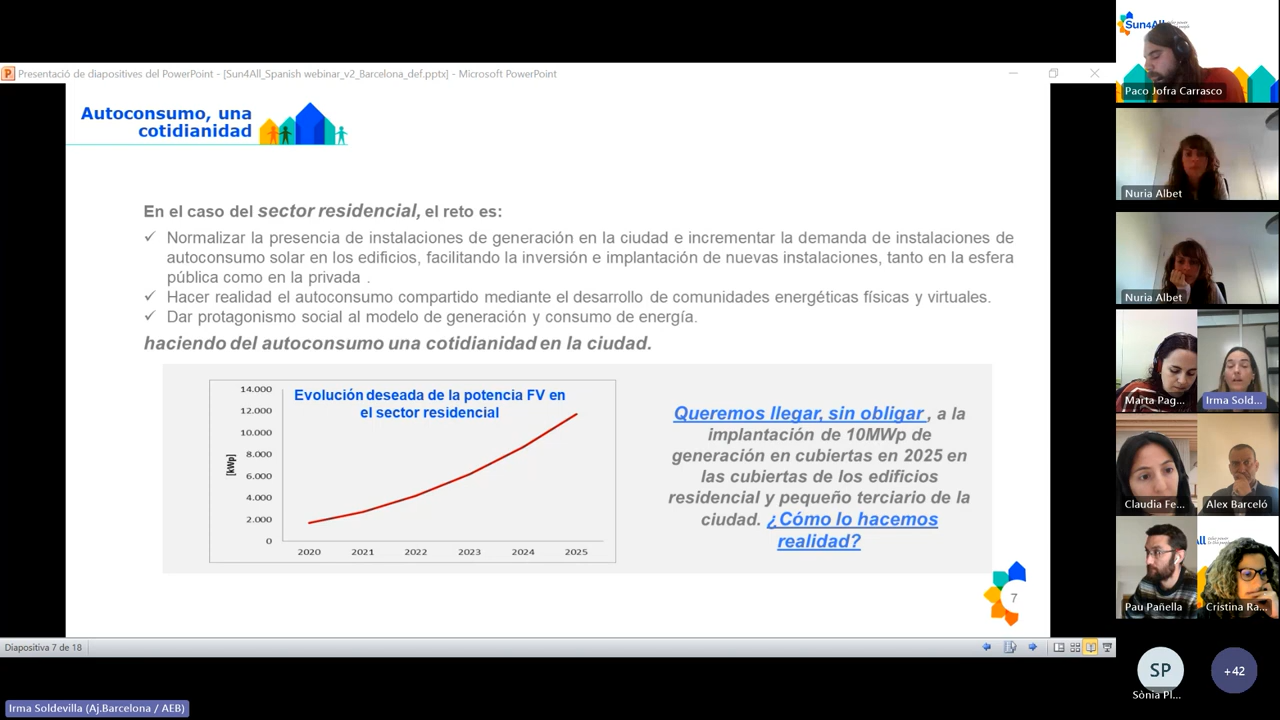 Presentació de diapositives del PowerPoint - [Sun4All_Spanish webinar_v2_Barcelona_def.pptx] - Microsoft PowerPoint
Autoconsumo, una
cotidianidad
En el caso del sector residencial, el reto es:
✓ Normalizar la presencia de instalaciones de generación en la ciudad e incrementar la demanda de instalaciones de
autoconsumo solar en los edificios, facilitando la inversión e implantación de nuevas instalaciones, tanto en la esfera
pública como en la privada .
✓ Hacer realidad el autoconsumo compartido mediante el desarrollo de comunidades energéticas físicas y virtuales.
✓ Dar protagonismo social al modelo de generación y consumo de energía.
haciendo del autoconsumo una cotidianidad en la ciudad.
Evolución deseada de la potencia FV en
el sector residencial
[kWp]
14.000
12.000
10.000
8.000
6.000
4.000
2.000
0
2020 2021 2022 2023 2024 2025
Queremos llegar, sin obligar , a la
implantación de 10MWp de
generación en cubiertas en 2025 en
las cubiertas de los edificios
residencial y pequeño terciario de la
ciudad. ¿Cómo lo hacemos
realidad?
7
Diapositiva 7 de 18
Irma Soldevilla (Aj.Barcelona / AEB)
Sun4All
Paco Jofra Carrasco
Nuria Albet
Nuria Albet
Marta Pag...
Irma Sold...
Claudia Fe...
Alex Barceló
Pau Pañella
Cristina Ra...
SP
Sònia Pl...
+42